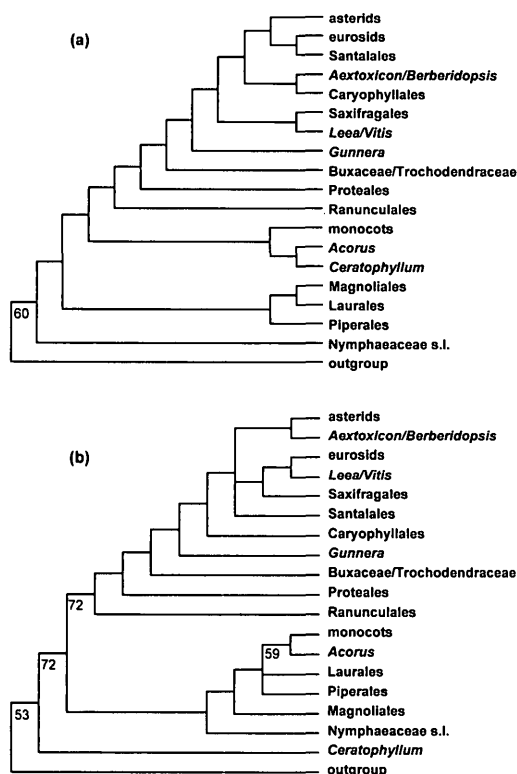 (a)
asterids
eurosids
Santalales
Aextoxicon/Berberidopsis
Caryophyllales
Saxifragales
Leea/Vitis
Gunnera
Buxaceae/Trochodendraceae
Proteales
Ranunculales
monocots
Acorus
Ceratophyllum
Magnoliales
Laurales
Piperales
60
Nymphaeaceae s.l.
outgroup
(b)
asterids
Aextoxicon/Berberidopsis
eurosids
Leea/Vitis
Saxifragales
Santalales
Caryophyllales
Gunnera
Buxaceae/Trochodendraceae
72
Proteales
Ranunculales
monocots
59
Acorus
72
Laurales
Piperales
53
Magnoliales
Nymphaeaceae s.l.
Ceratophyllum
outgroup